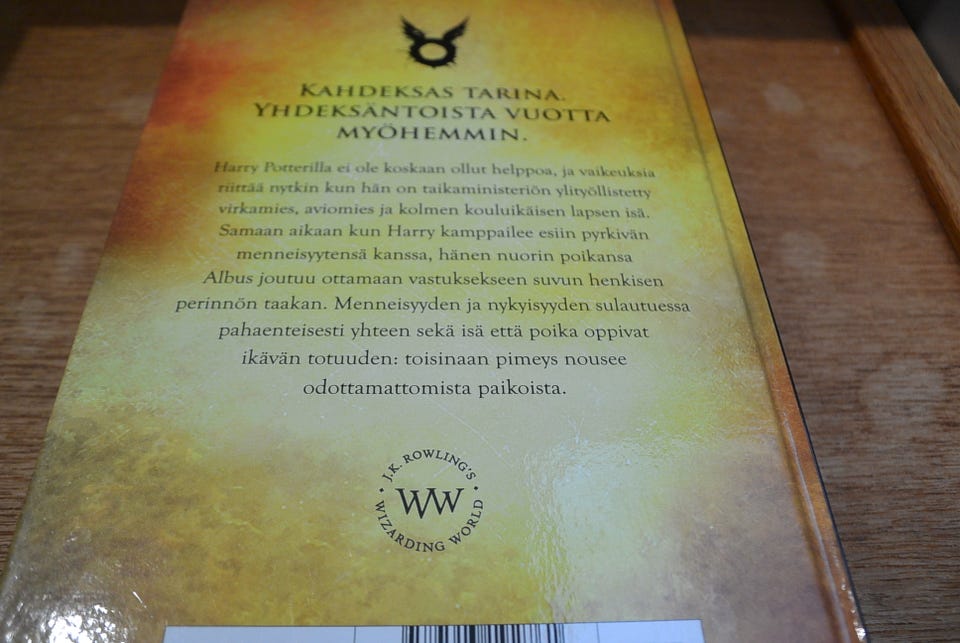 KAHDEKSAS TARINA.
YHDEKSÄNTOISTA VUOTTA
MYÖHEMMIN.
Harry Potterilla ei ole koskaan ollut helppoa, ja vaikeuksia
riittää nytkin kun hän on taikaministeriön ylityöllistetty
virkamies, aviomies ja kolmen kouluikäisen lapsen isä.
Samaan aikaan kun Harry kamppailee esiin pyrkivän
menneisyytensä kanssa, hänen nuorin poikansa
Albus joutuu ottamaan vastuksekseen suvun henkisen
perinnön taakan. Menneisyyden ja nykyisyyden sulautuessa
pahaenteisesti yhteen sekä isä että poika oppivat
ikävän totuuden: toisinaan pimeys nousee
odottamattomista paikoista.
J.K. ROWLING'S
WW
WIZARDING WORLD